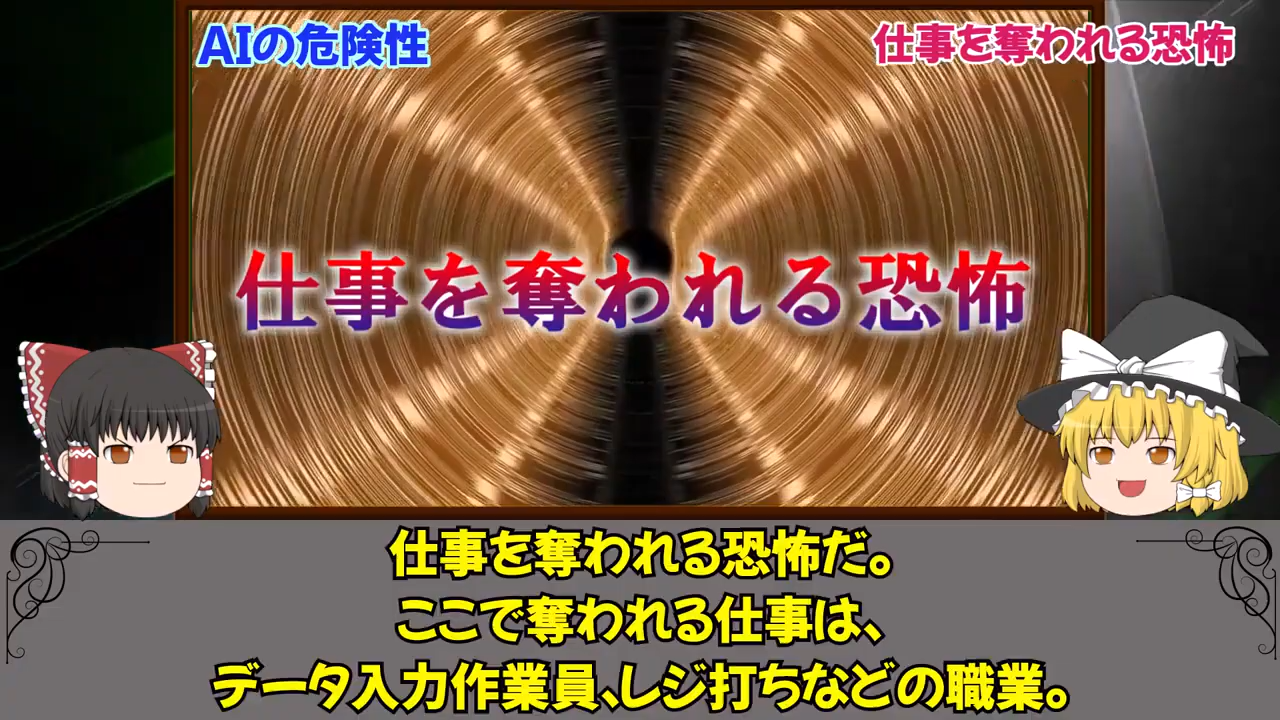 AIの危険性
仕事を奪われる恐怖
仕事を奪われる恐怖
仕事を奪われる恐怖だ。
ここで奪われる仕事は、
データ入力作業員、レジ打ちなどの職業。